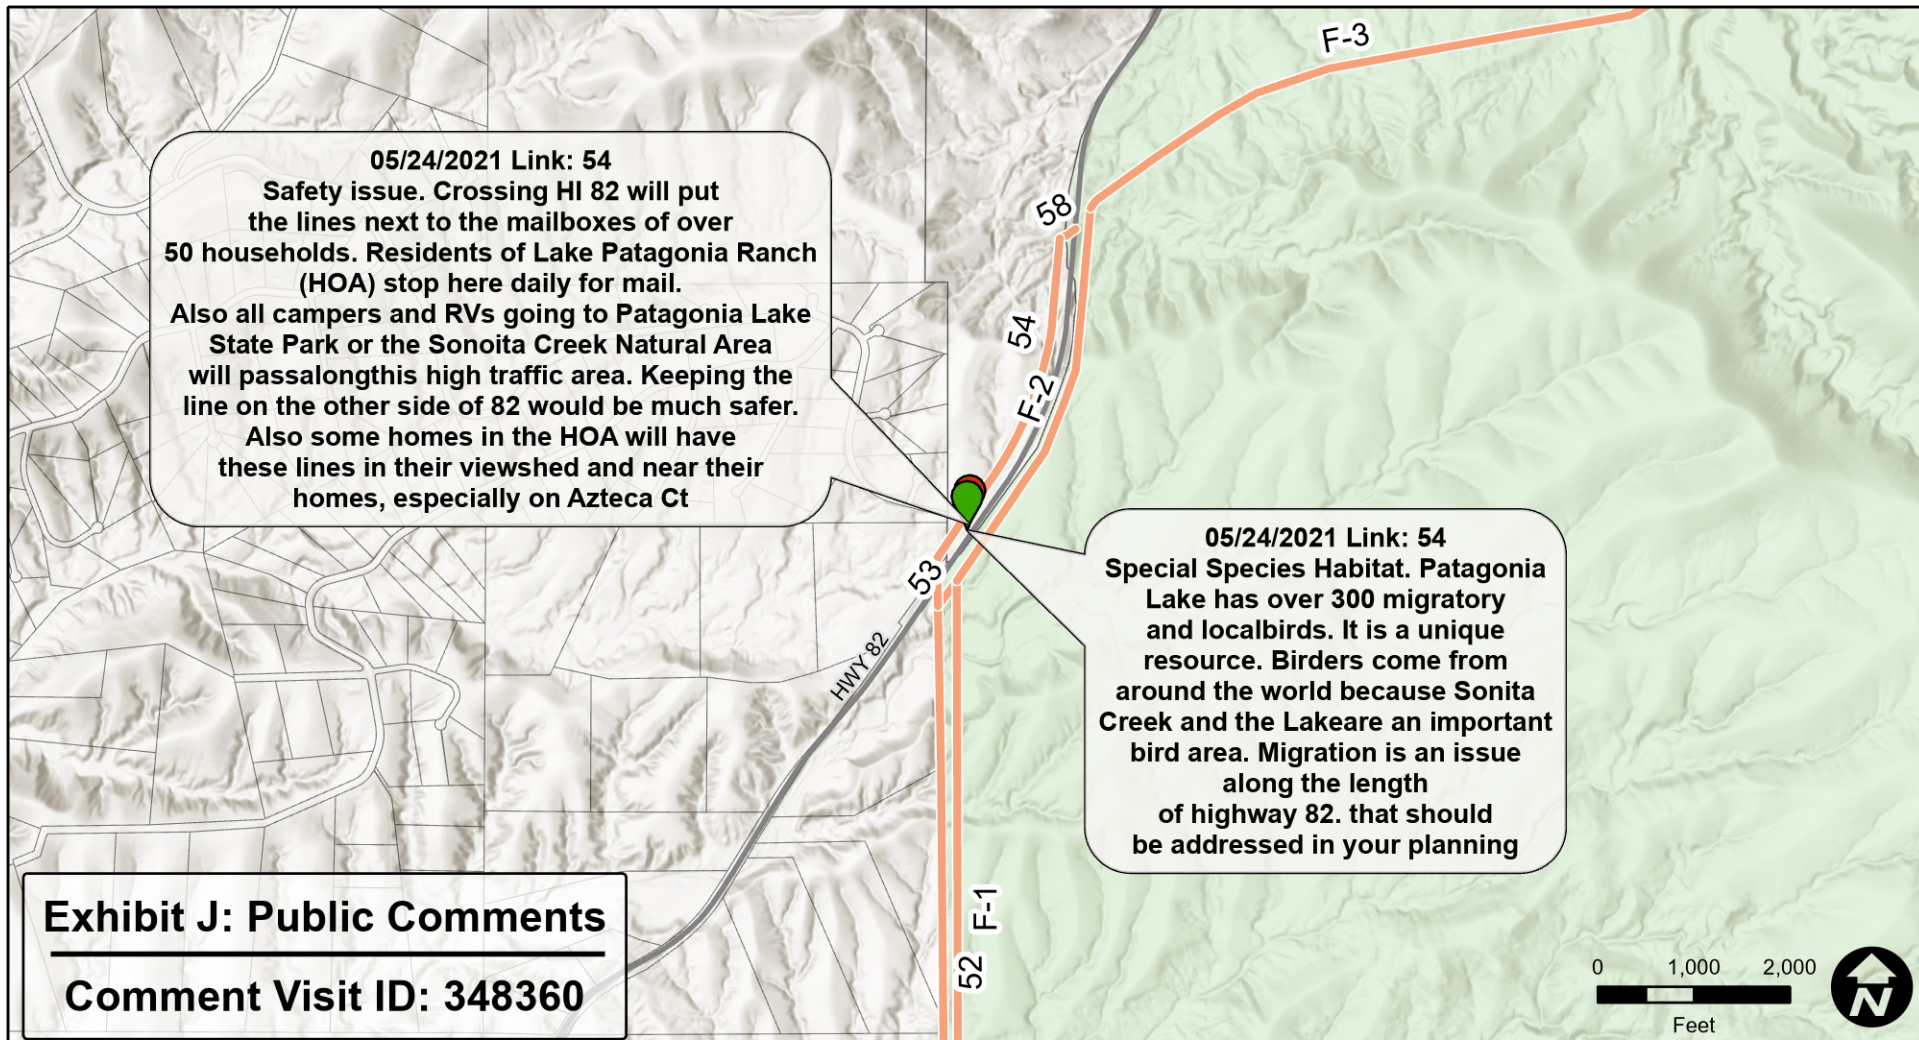 F-3
05/24/2021 Link: 54
Safety issue. Crossing HI 82 will put
the lines next to the mailboxes of over
50 households. Residents of Lake Patagonia Ranch
(HOA) stop here daily for mail.
Also all campers and RVs going to Patagonia Lake
State Park or the Sonoita Creek Natural Area
will passalongthis high traffic area. Keeping the
line on the other side of 82 would be much safer.
Also some homes in the HOA will have
these lines in their viewshed and near their
homes, especially on Azteca Ct
58
54
F-2
05/24/2021 Link: 54
Special Species Habitat. Patagonia
Lake has over 300 migratory
and localbirds. It is a unique
resource. Birders come from
around the world because Sonita
Creek and the Lakeare an important
bird area. Migration is an issue
along the length
of highway 82. that should
be addressed in your planning
53
HWY 82
F-1
52
Exhibit J: Public Comments
Comment Visit ID: 348360
0 1,000 2,000
Feet
N